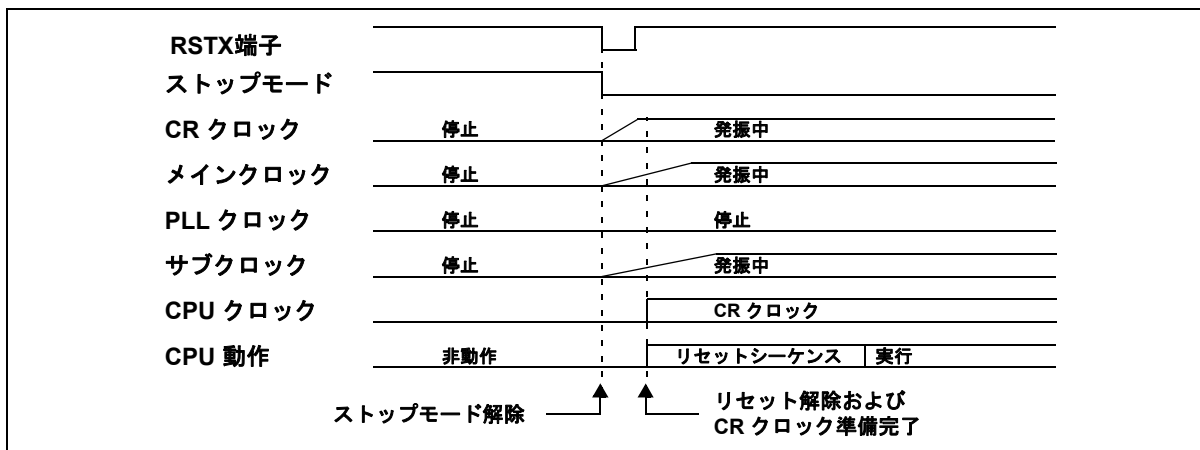 RSTX端子
ストップモード
CR クロック 停止 発振中
メインクロック 停止 発振中
PLL クロック 停止 停止
サブクロック 停止 発振中
CPU クロック CR クロック
CPU 動作 非動作 リセットシーケンス 実行
ストップモード解除
リセット解除および
CR クロック準備完了